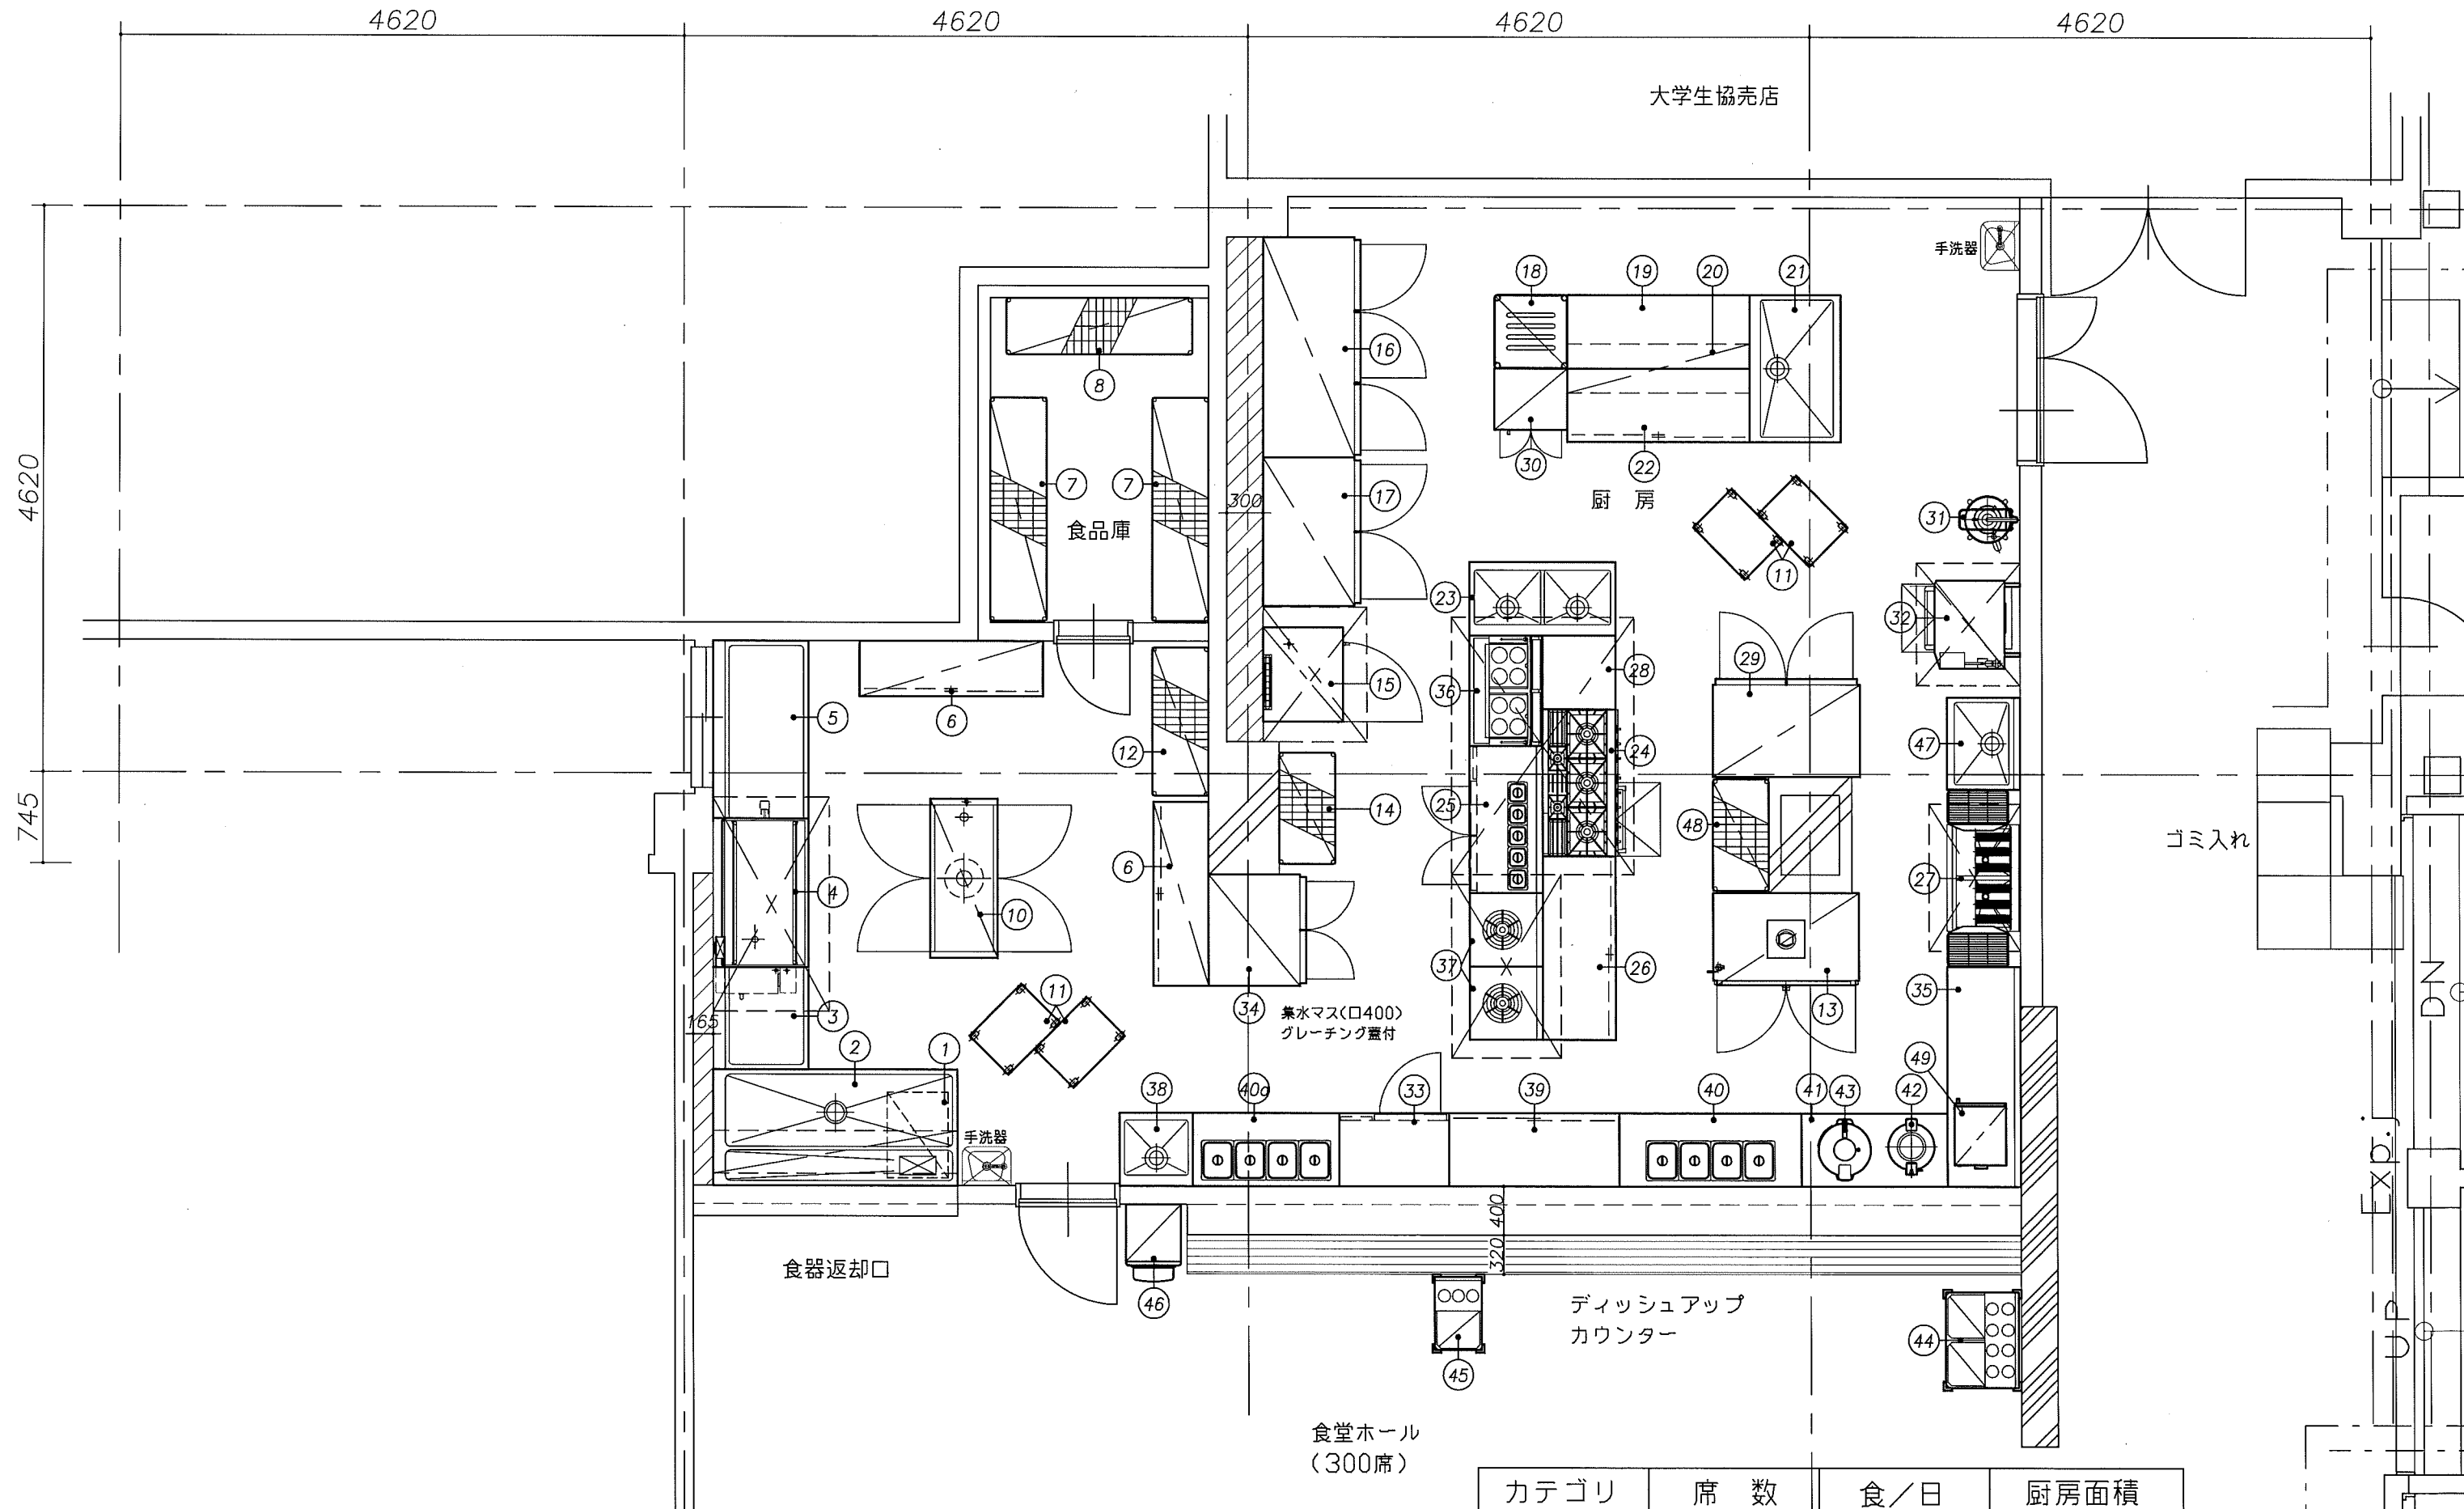 4620
4620
4620
4620
大学生協売店
手洗器
18
19
20
21
16
8
30
22
7
7
17
300
厨 房
食品庫
4620
31
11
23
32
29
28
15
36
5
6
12
24
47
14
25
48
745
ゴミ入れ
6
27
4
10
37
26
DN
11
34
集水マス(口400)
グレーチング蓋付
13
35
165
3
2
1
49
38
40a
33
39
40
41
43
42
手洗器
EXP.J
400
320
食器返却口
46
ディッシュアップ
カウンター
45
44
UP
食堂ホール
(300席)
カテゴリ
席 数
食/日
厨房面積